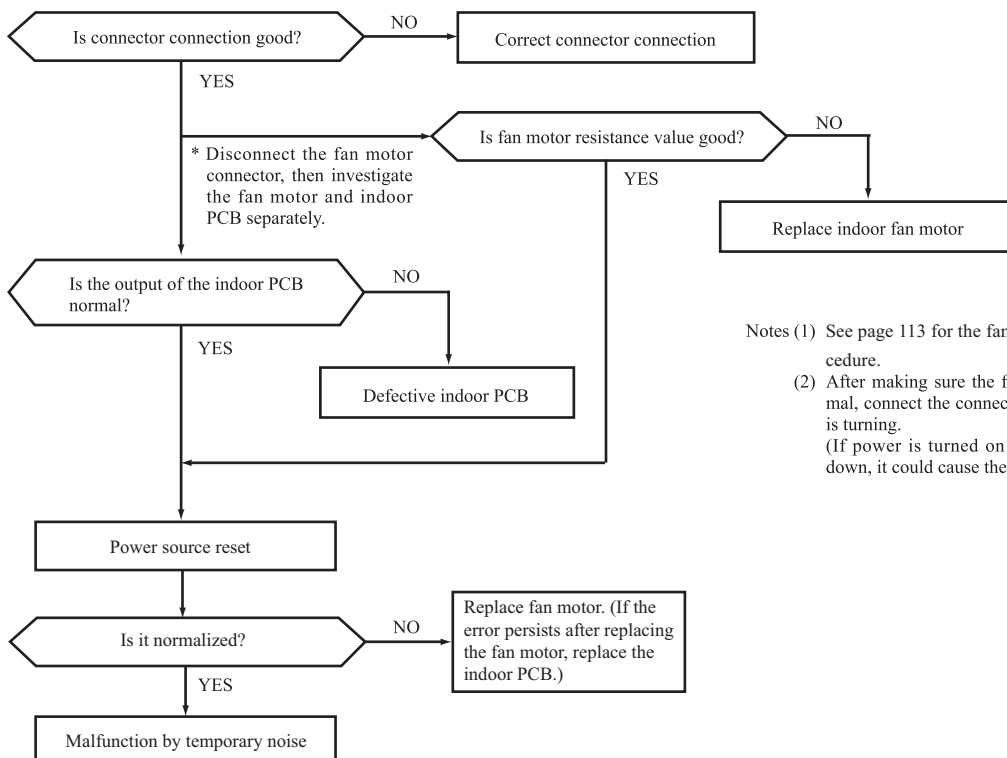 Is connector connection good?
NO
Correct connector connection
YES
Is fan motor resistance value good?
NO
* Disconnect the fan motor
connector, then investigate
the fan motor and indoor
PCB separately.
YES
Replace indoor fan motor
Is the output of the indoor PCB
normal?
NO
YES
Defective indoor PCB
Notes (1) See page 113 for the fan
cedure.
(2) After making sure the f
mal, connect the connec
is turning.
(If power is turned on
down, it could cause the
Power source reset
Is it normalized?
NO
Replace fan motor. (If the
error persists after replacing
the fan motor, replace the
indoor PCB.)
YES
Malfunction by temporary noise